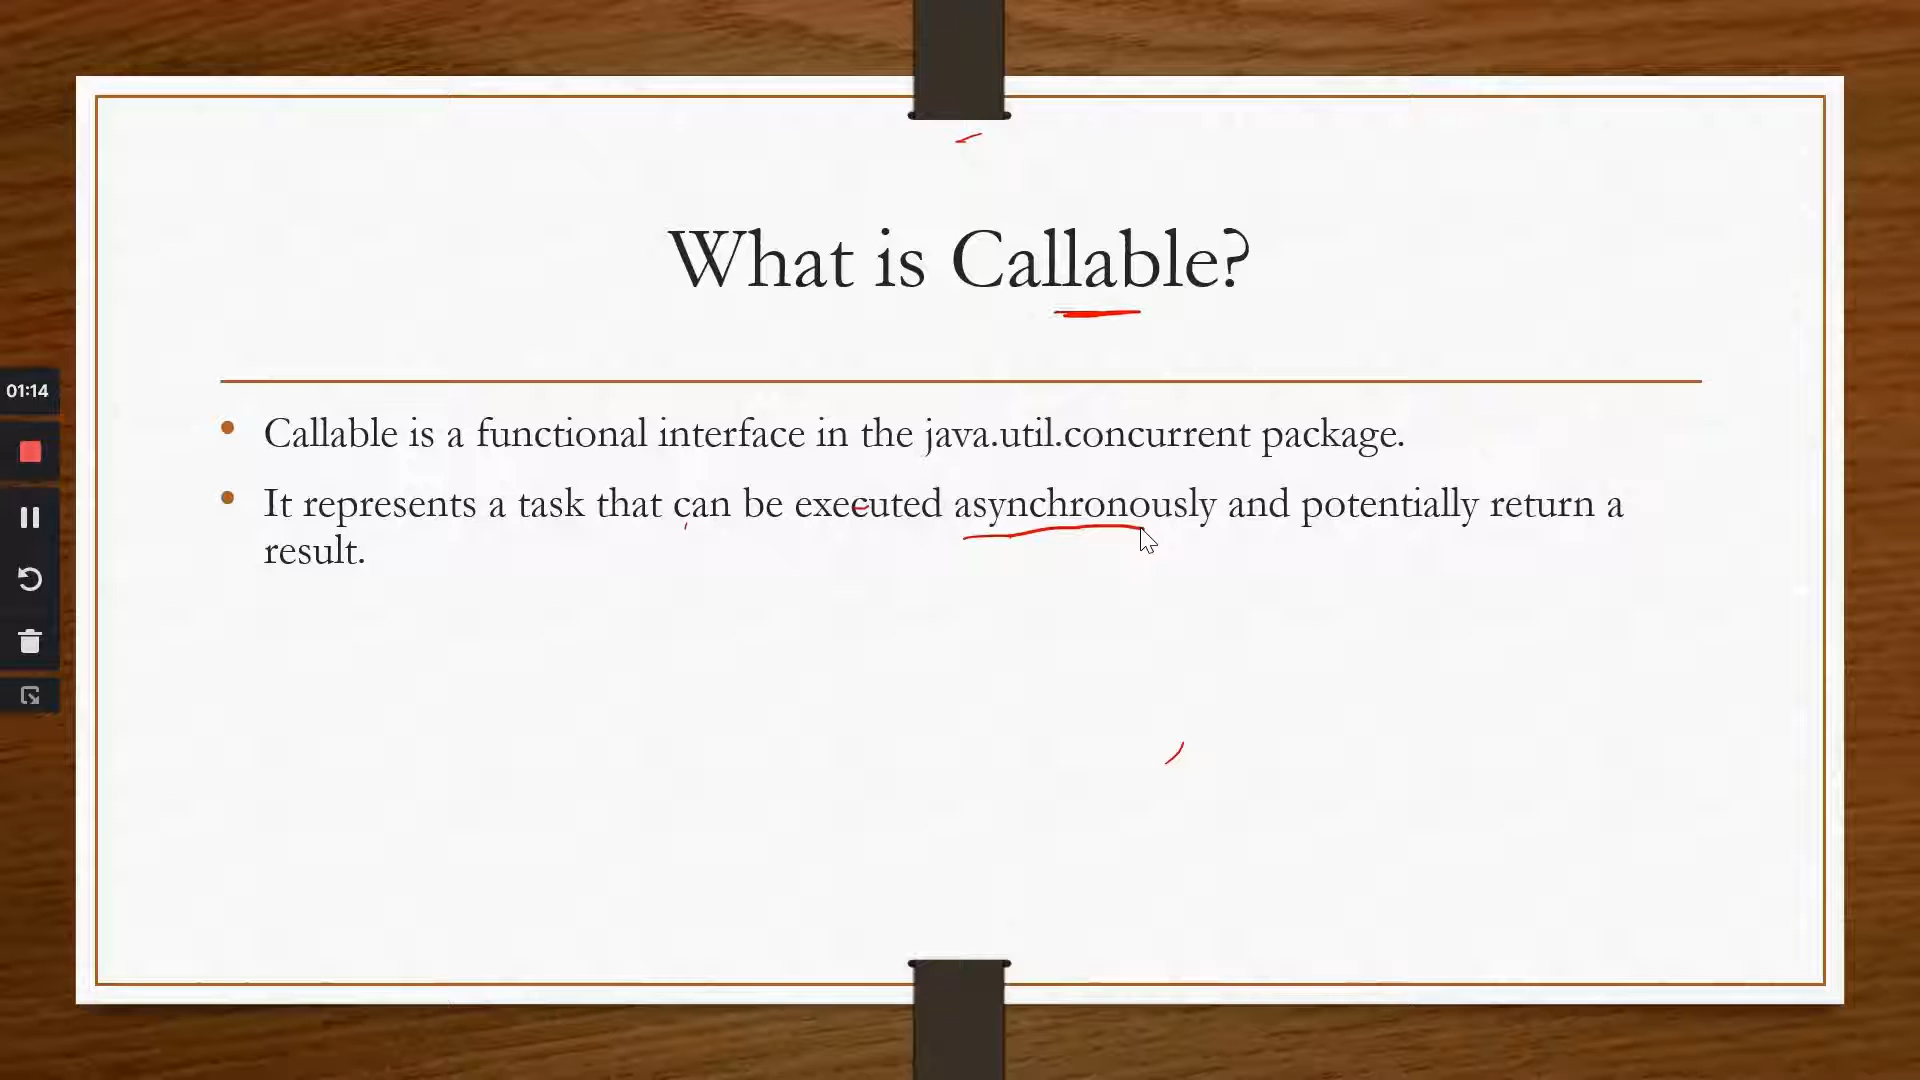 What is Callable?
01:14
• Callable is a functional interface in the java.util.concurrent package.
• It represents a task that can be executed asynchronously and potentially return a
result.